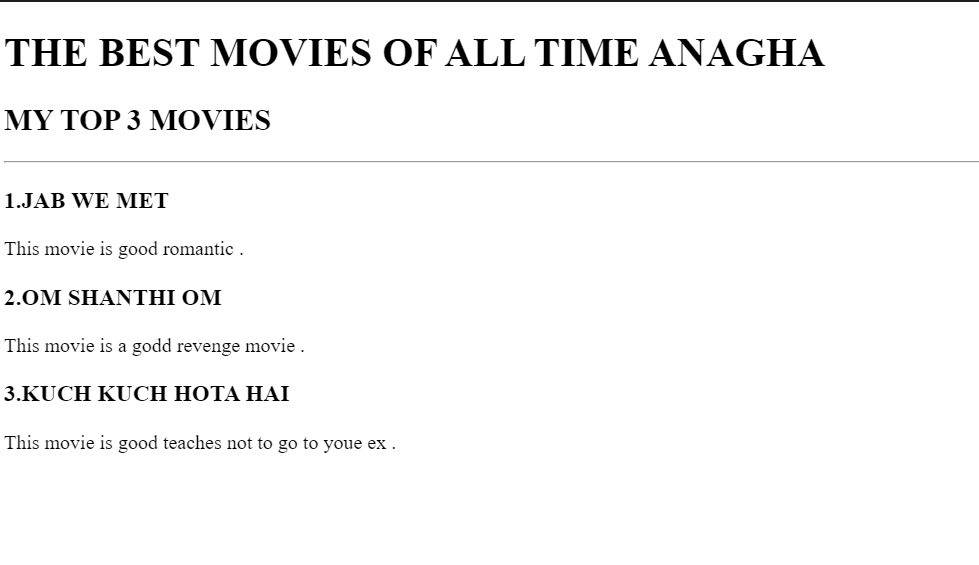 THE BEST MOVIES OF ALL TIME ANAGHA
MY TOP 3 MOVIES
1.JAB WE MET
This movie is good romantic .
2.OM SHANTHI OM
This movie is a godd revenge movie .
3.KUCH KUCH HOTA HAI
This movie is good teaches not to go to youe ex .